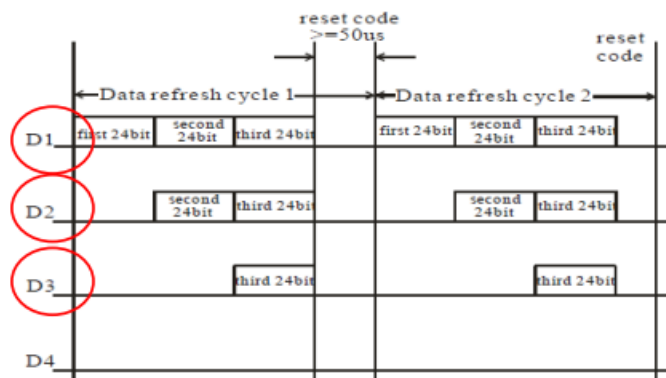 reset code
>=50us
reset
code
Data refresh cycle 1
Data refresh cycle 2
D1
first 24bit
second
24bit
third 24bit
first 24bit
second
24bit
third 24bit
D2
second
24bit
third 24bit
second
24bit
third 24bit
D3
third 24bit
third 24bit
D4